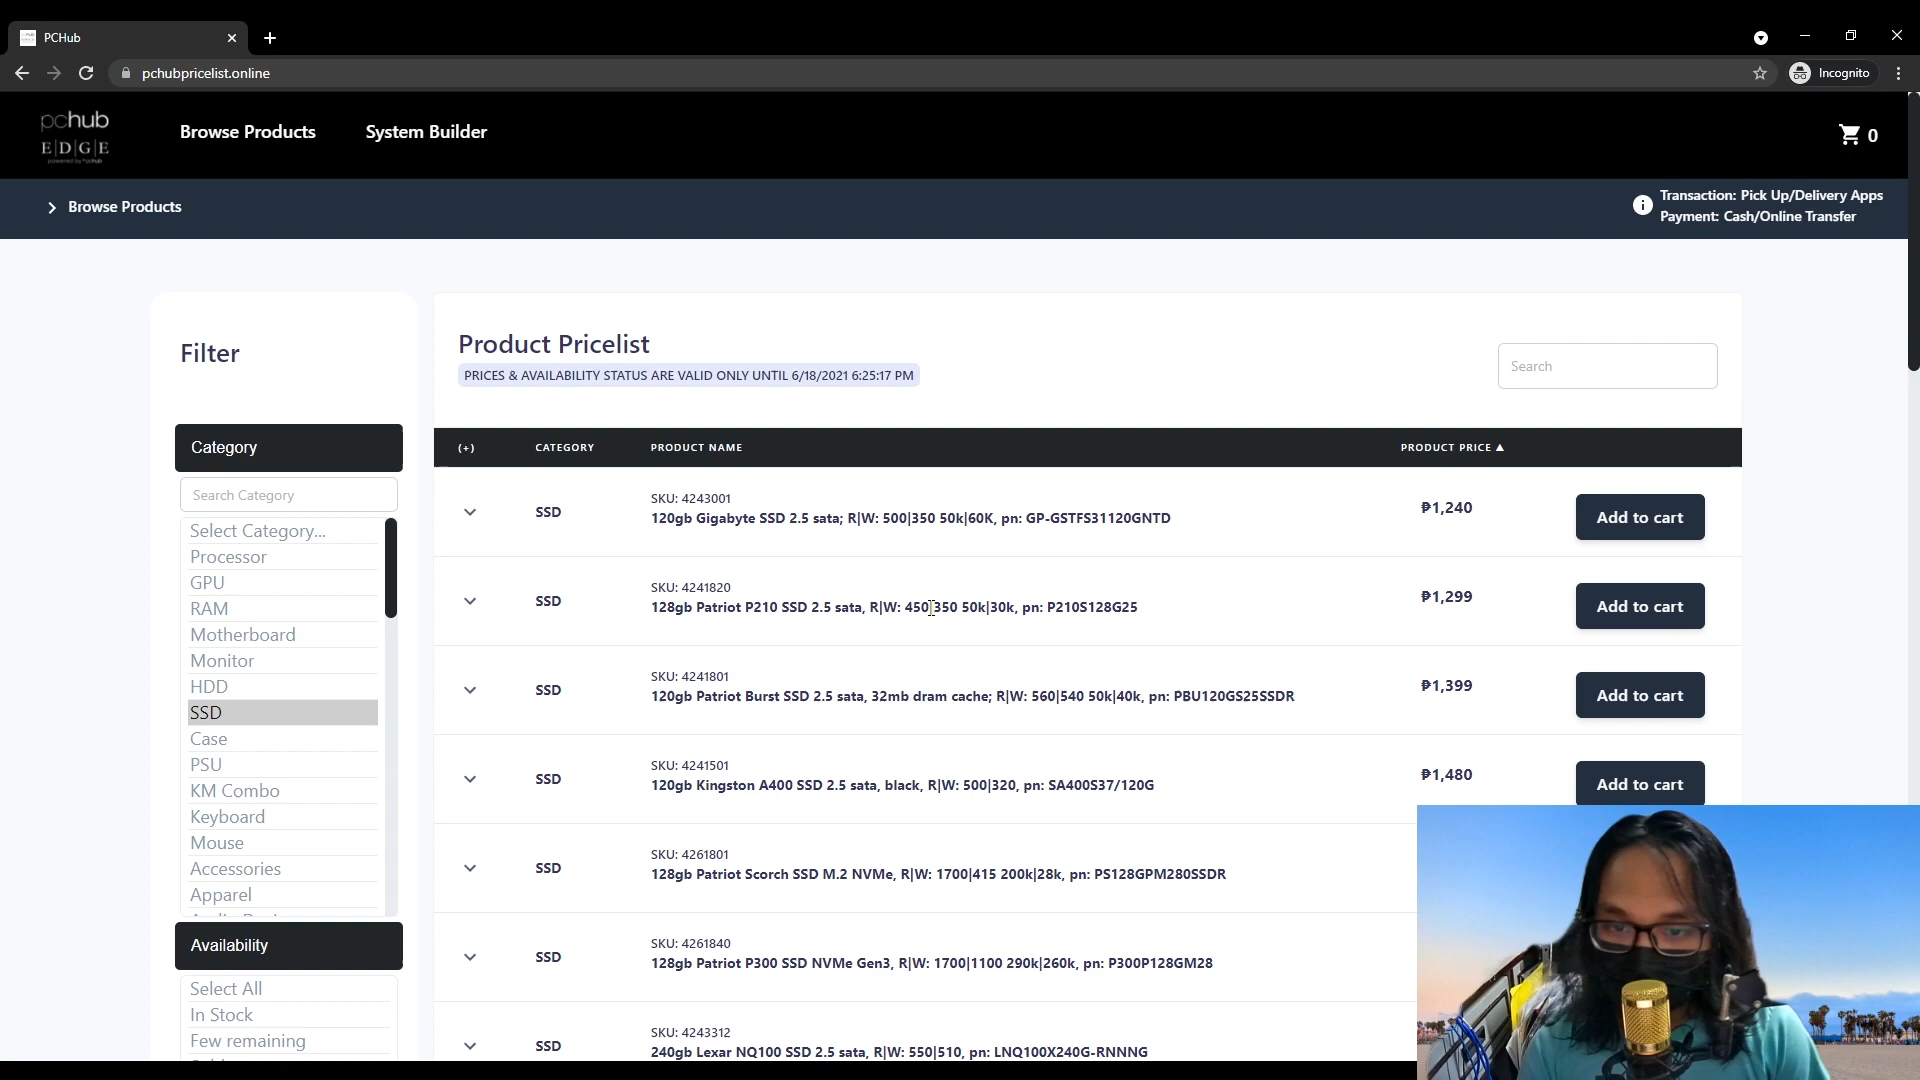 PCHub
pchubpricelist.online
Incognito
pchub
E|D|G|E
Browse Products
System Builder
0
Browse Products
Transaction: Pick Up/Delivery Apps
Payment: Cash/Online Transfer
Filter
Product Pricelist
PRICES & AVAILABILITY STATUS ARE VALID ONLY UNTIL 6/18/2021 6:25:17 PM
Search
Category
Search Category
Select Category...
Processor
GPU
RAM
Motherboard
Monitor
HDD
SSD
Case
PSU
KM Combo
Keyboard
Mouse
Accessories
Apparel
Availability
Select All
In Stock
Few remaining
(+) CATEGORY PRODUCT NAME PRODUCT PRICE ▲
SKU: 4243001
SSD 120gb Gigabyte SSD 2.5 sata; R|W: 500|350 50k|60K, pn: GP-GSTFS31120GNTD ₱1,240 Add to cart
SKU: 4241820
SSD 128gb Patriot P210 SSD 2.5 sata, R|W: 450|350 50k|30k, pn: P210S128G25 ₱1,299 Add to cart
SKU: 4241801
SSD 120gb Patriot Burst SSD 2.5 sata, 32mb dram cache; R|W: 560|540 50k|40k, pn: PBU120GS25SSDR ₱1,399 Add to cart
SKU: 4241501
SSD 120gb Kingston A400 SSD 2.5 sata, black, R|W: 500|320, pn: SA400S37/120G ₱1,480 Add to cart
SKU: 4261801
SSD 128gb Patriot Scorch SSD M.2 NVMe, R|W: 1700|415 200k|28k, pn: PS128GPM280SSDR
SKU: 4261840
SSD 128gb Patriot P300 SSD NVMe Gen3, R|W: 1700|1100 290k|260k, pn: P300P128GM28
SKU: 4243312
SSD 240gb Lexar NQ100 SSD 2.5 sata, R|W: 550|510, pn: LNQ100X240G-RNNNG